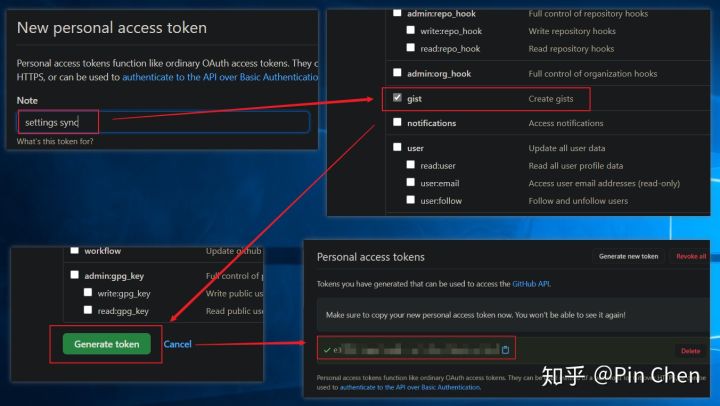 New personal access token
Personal access tokens function like ordinary OAuth access tokens. They c
HTTPS, or can be used to authenticate to the API over Basic Authentication
Note
settings sync
What's this token for?
admin:repo_hook Full control of repository hooks
write:repo_hook Write repository hooks
read:repo_hook Read repository hooks
admin:org_hook Full control of organization hooks
gist Create gists
notifications Access notifications
user Update all user data
read:user Read all user profile data
user:email Access user email addresses (read-only)
user:follow Follow and unfollow users
workflow Update github
admin:gpg_key Full control of p
write:gpg_key Write public us
read:gpg_key Read public use
Generate token Cancel
Personal access tokens Generate new token Revoke all
Tokens you have generated that can be used to access the GitHub API.
Make sure to copy your new personal access token now. You won't be able to see it again!
e3
Delete
知乎 @Pin Chen
Personal access tokens function like ordinary OAuth access tokens. They can be
used
to authenticate to the API over Basic Authentication.